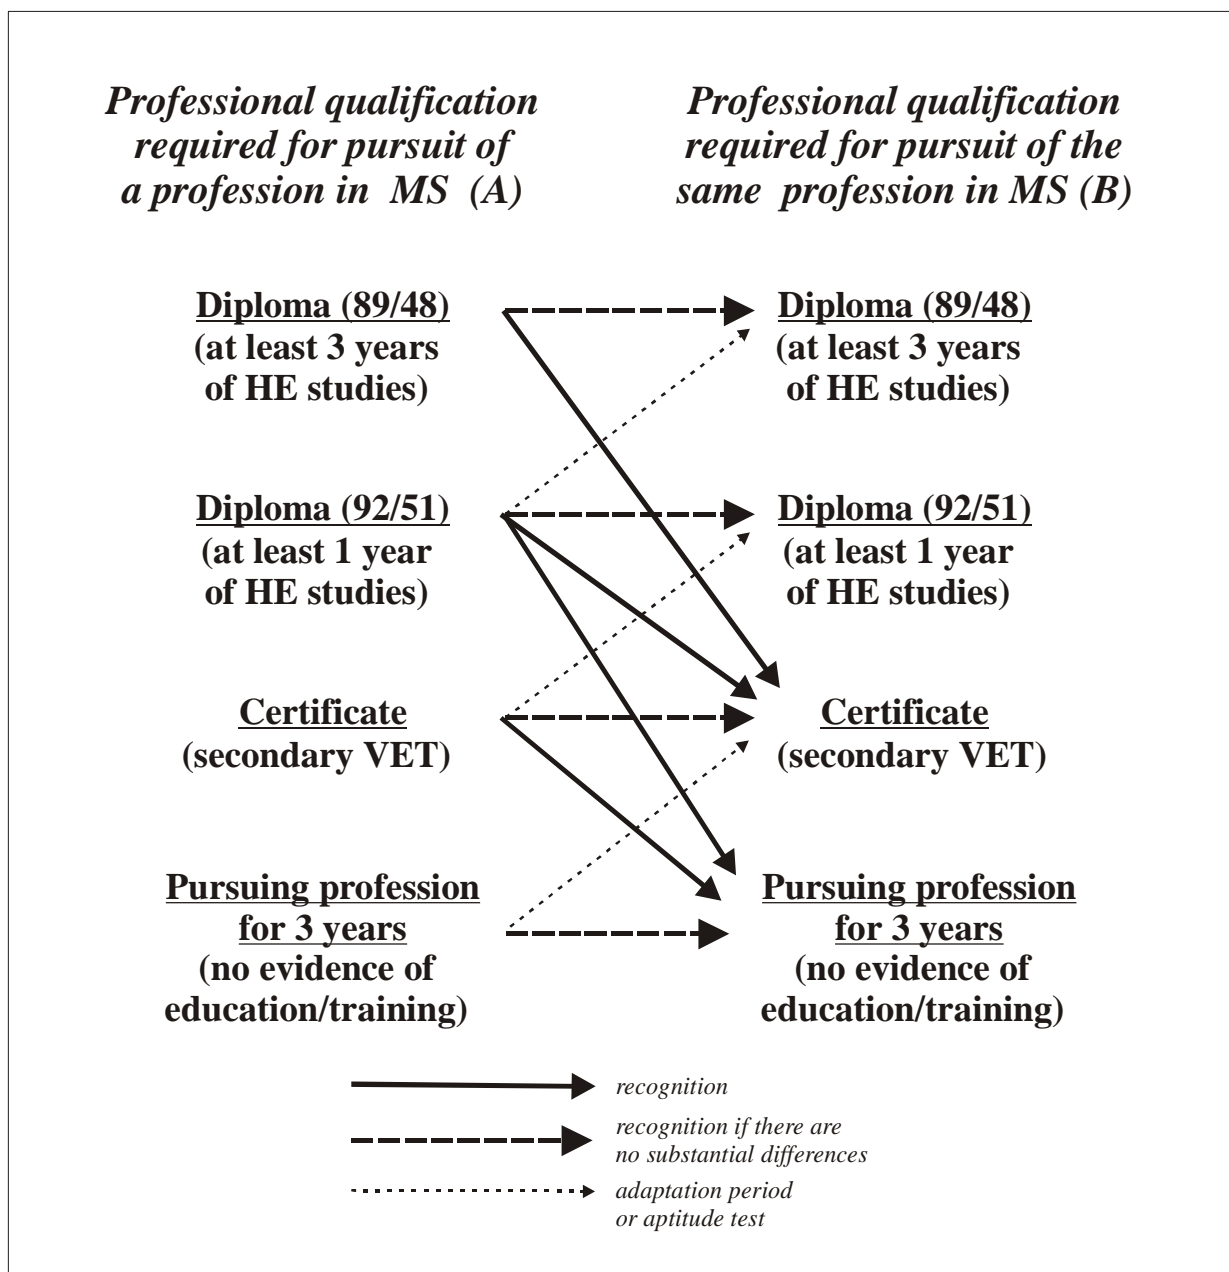 Professional qualification
required for pursuit of
a profession in MS (A)
Professional qualification
required for pursuit of the
same profession in MS (B)
Diploma (89/48)
(at least 3 years
of HE studies)
Diploma (89/48)
(at least 3 years
of HE studies)
Diploma (92/51)
(at least 1 year
of HE studies)
Diploma (92/51)
(at least 1 year
of HE studies)
Certificate
(secondary VET)
Certificate
(secondary VET)
Pursuing profession
for 3 years
(no evidence of
education/training)
Pursuing profession
for 3 years
(no evidence of
education/training)
recognition
recognition if there are
no substantial differences
adaptation period
or aptitude test